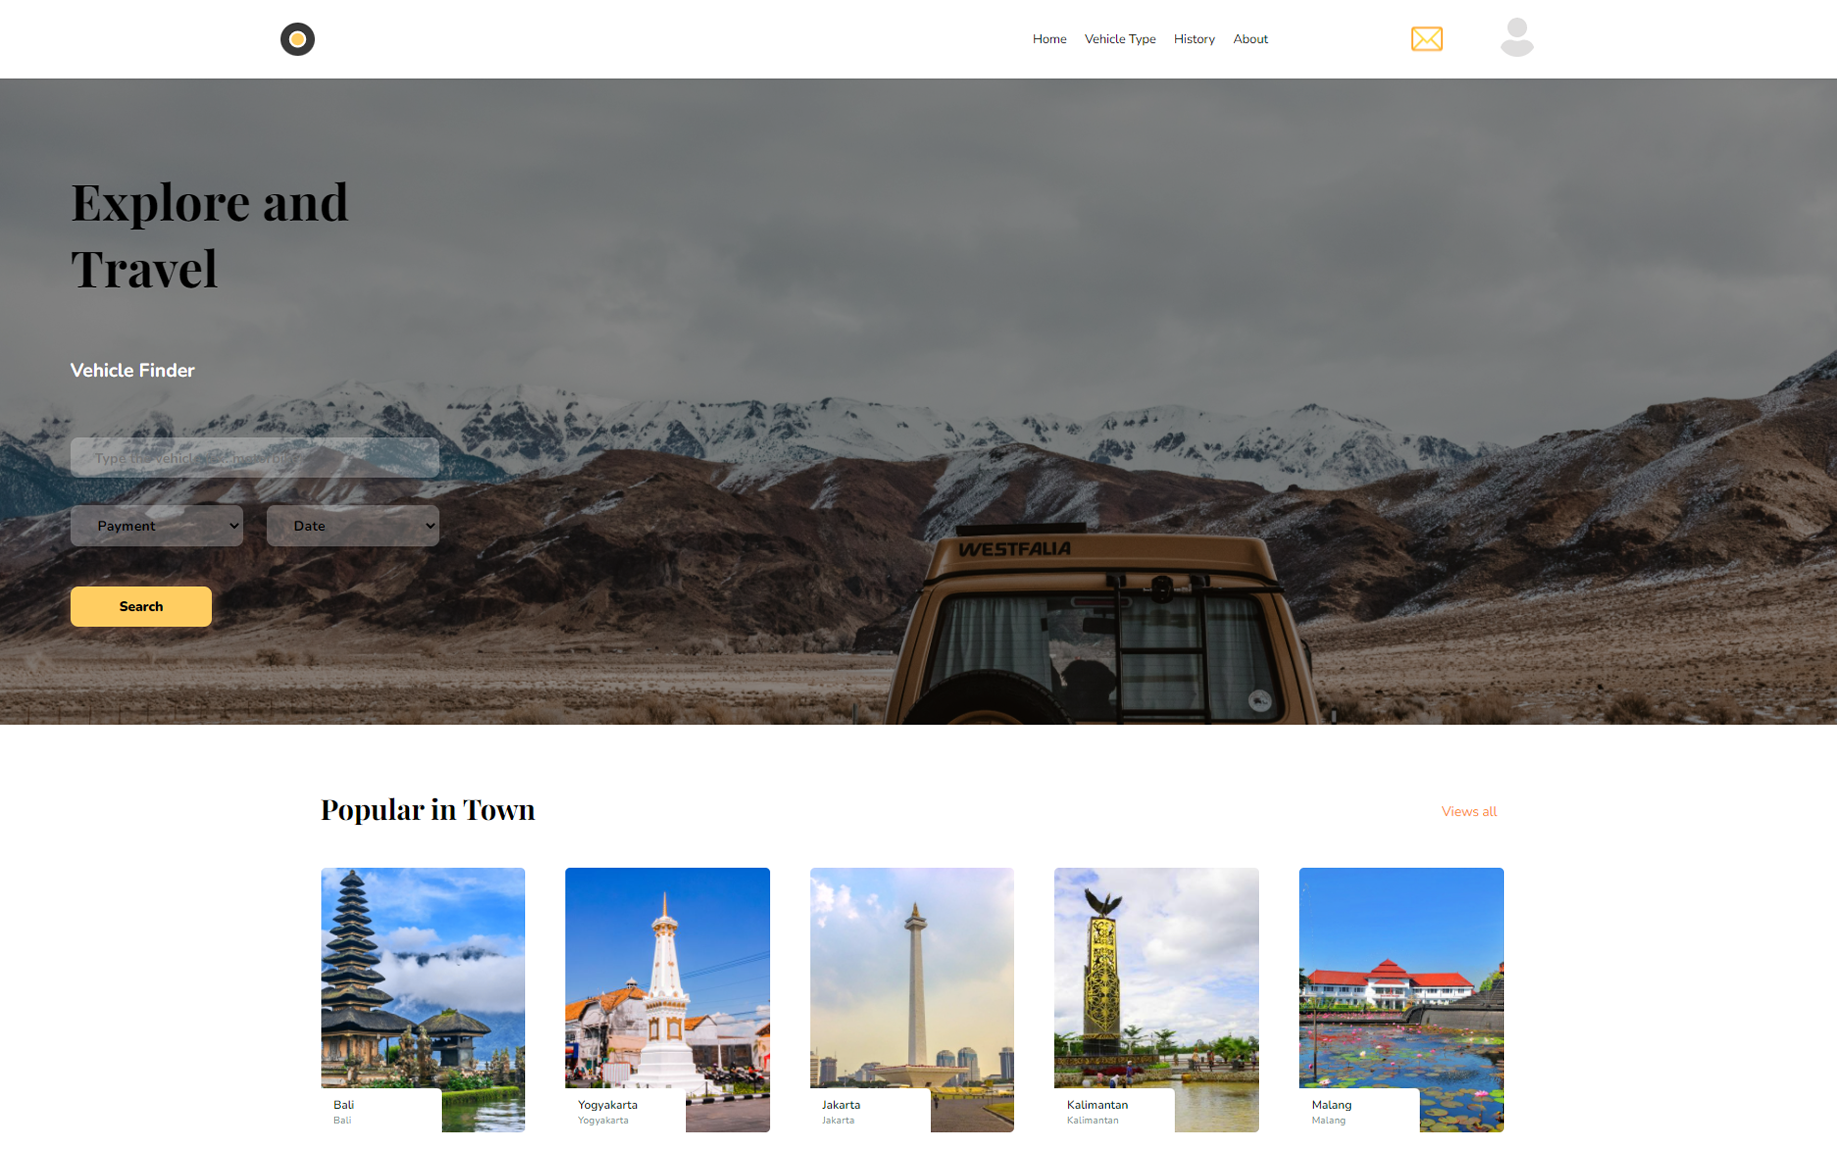 Home Vehicle Type History About
Explore and
Travel
Vehicle Finder
Type the vehicle
Payment Date
Search
WESTFALIA
Popular in Town
Views all
Bali
Bali
Yogyakarta
Yogyakarta
Jakarta
Jakarta
Kalimantan
Kalimantan
Malang
Malang